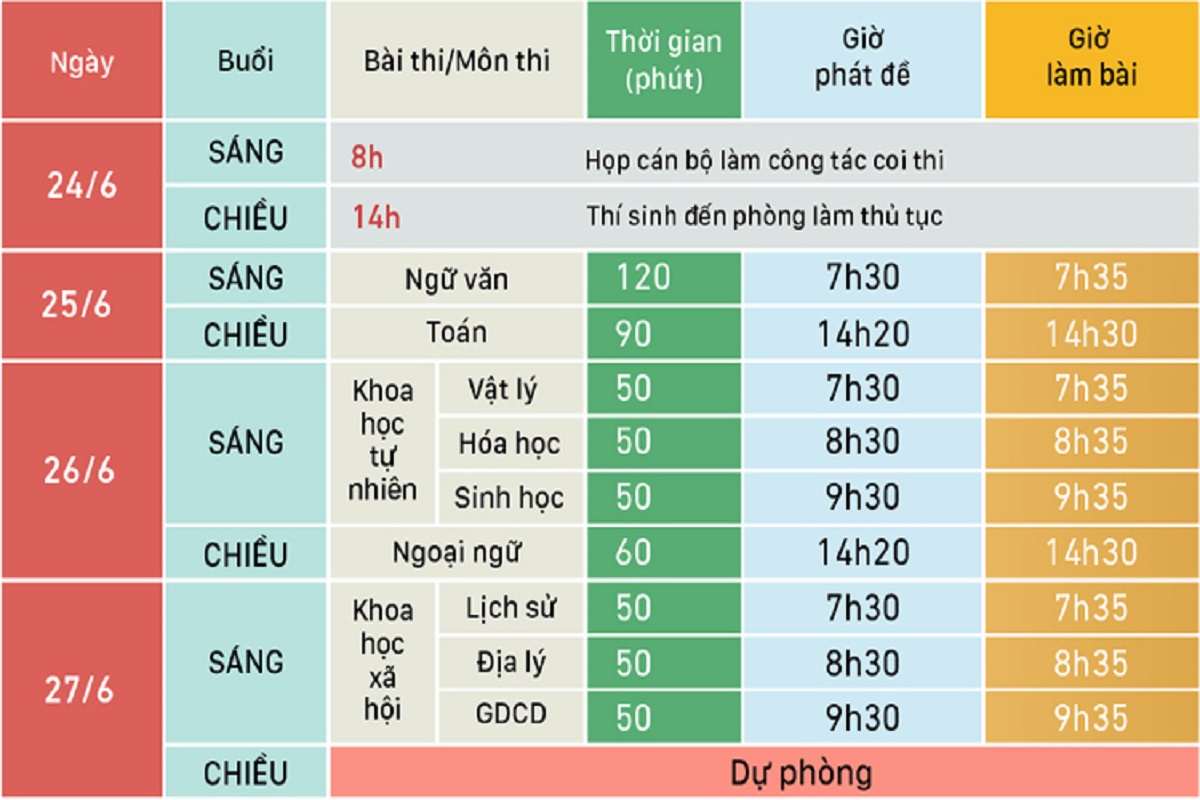 Ngày Buổi Bài thi/Môn thi Thời gian (phút) Giờ phát đề Giờ làm bài
24/6 SÁNG 8h Họp cán bộ làm công tác coi thi
CHIỀU 14h Thí sinh đến phòng làm thủ tục
25/6 SÁNG Ngữ văn 120 7h30 7h35
CHIỀU Toán 90 14h20 14h30
26/6 SÁNG Khoa học tự nhiên Vật lý 50 7h30 7h35
Hóa học 50 8h30 8h35
Sinh học 50 9h30 9h35
CHIỀU Ngoại ngữ 60 14h20 14h30
27/6 SÁNG Khoa học xã hội Lịch sử 50 7h30 7h35
Địa lý 50 8h30 8h35
GDCD 50 9h30 9h35
CHIỀU Dự phòng